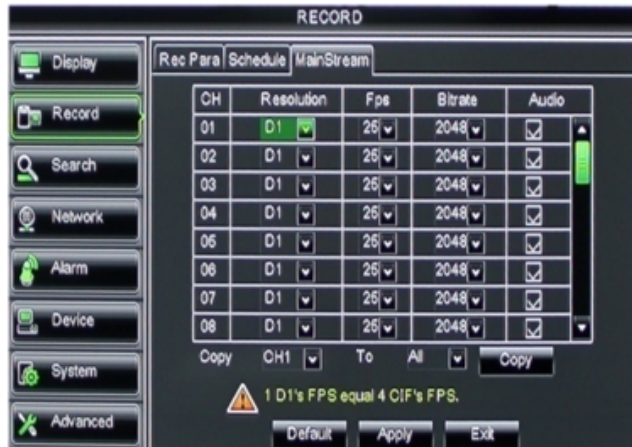 RECORD
Display
Record
Search
Network
Alarm
Device
System
Advanced
Rec Para Schedule MainStream
CH Resolution Fps Bitrate Audio
01 D1 25 2048
02 D1 25 2048
03 D1 25 2048
04 D1 25 2048
05 D1 25 2048
06 D1 25 2048
07 D1 25 2048
08 D1 25 2048
Copy CH1 To All Copy
1 D1's FPS equal 4 CIF's FPS.
Default Apply Exit